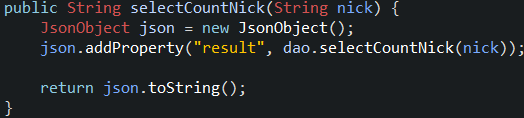 public String selectCountNick(String nick) {
    JsonObject json = new JsonObject();
    json.addProperty("result", dao.selectCountNick(nick));

    return json.toString();
}